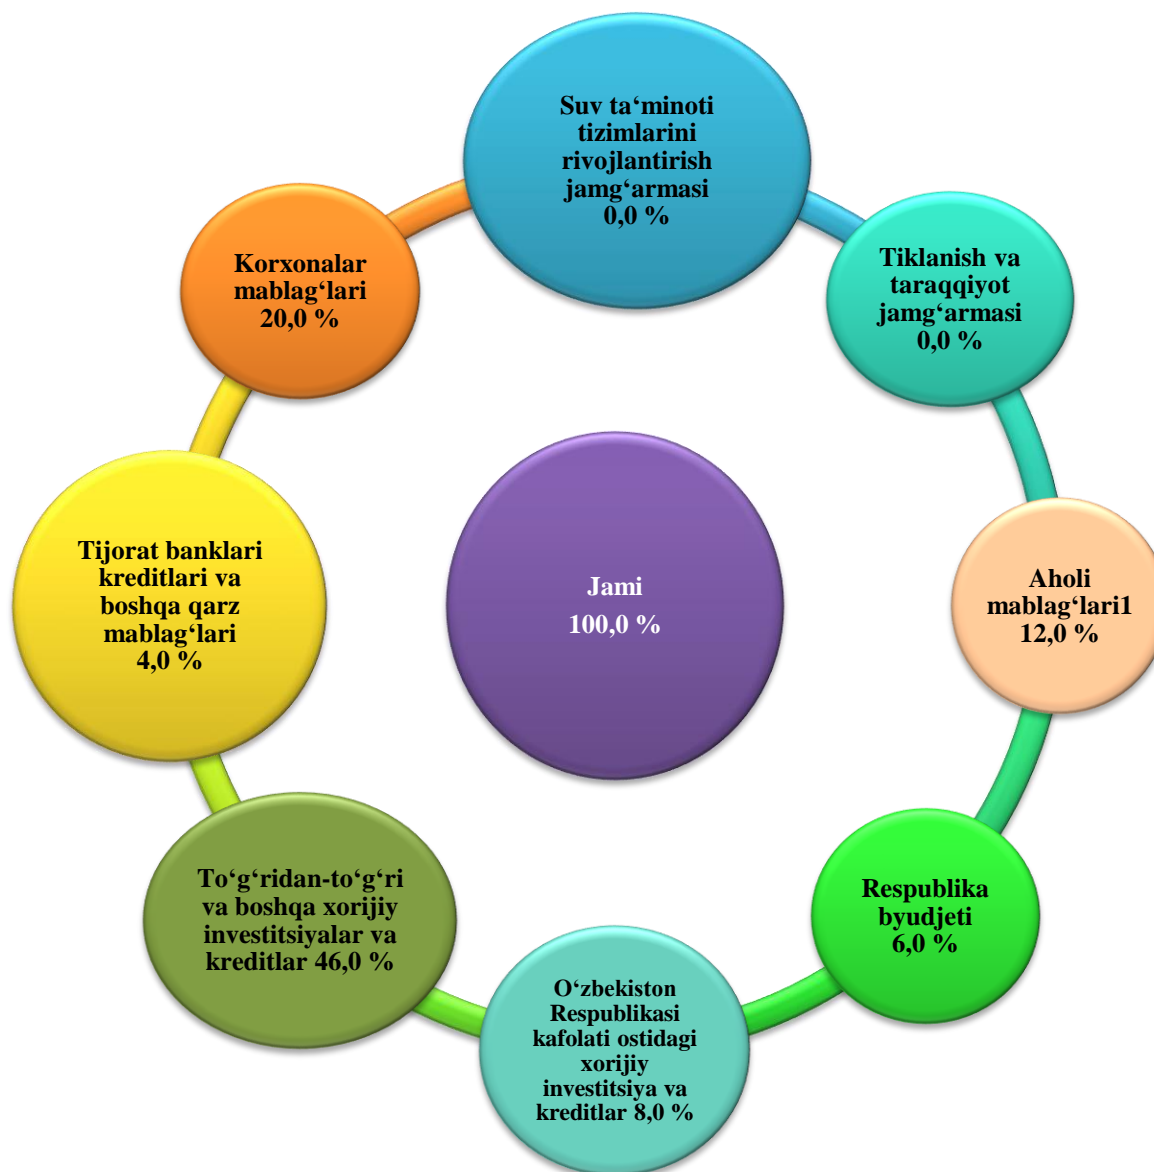 Suv ta‘minoti
tizimlarini
rivojlantirish
jamg‘armasi
0,0 %
Tiklanish va
taraqqiyot
jamg‘armasi
0,0 %
Aholi
mablag‘lari1
12,0 %
Respublika
byudjeti
6,0 %
O‘zbekiston
Respublikasi
kafolati ostidagi
xorijiy
investitsiya va
kreditlar 8,0 %
To‘g‘ridan-to‘g‘ri
va boshqa xorijiy
investitsiyalar va
kreditlar 46,0 %
Tijorat banklari
kreditlari va
boshqa qarz
mablag‘lari
4,0 %
Korxonalar
mablag‘lari
20,0 %
Jami
100,0 %